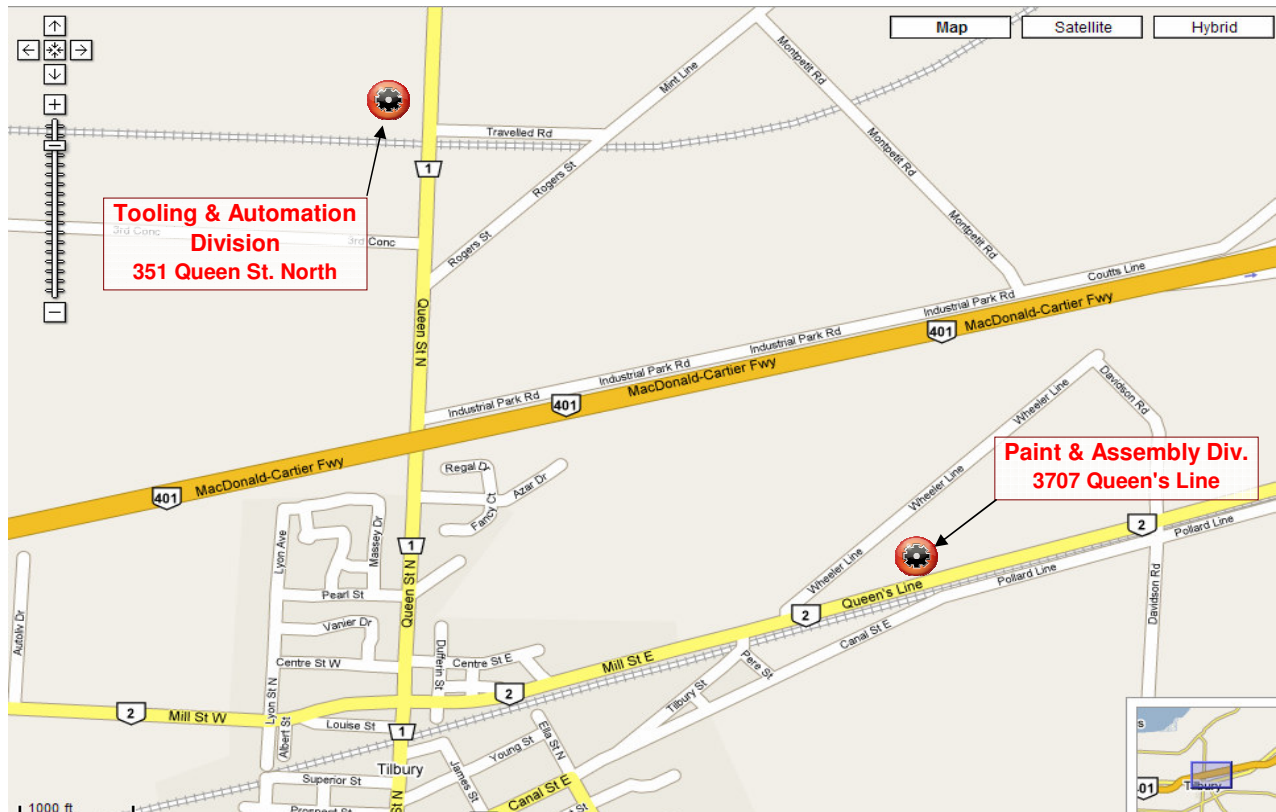 Map
Satellite
Hybrid
Montpetit Rd
Mint Line
Travelled Rd
1
Rogers St
Montpetit Rd
Tooling & Automation
Division
351 Queen St. North
3rd Conc
3rd Conc
Rogers St
Montpetit Rd
Coutts Line
Queen St N
Industrial Park Rd
401
MacDonald-Cartier Fwy
Industrial Park Rd
Industrial Park Rd
MacDonald-Cartier Fwy
Industrial Park Rd
401
Wheeler Line
Davidson Rd
MacDonald-Cartier Fwy
401
Regal
Azar Dr
Fancy Ct
Paint & Assembly Div.
3707 Queen's Line
Wheeler Line
2
Pollard Line
Lyon Ave
Massey Dr
1
Wheeler Line
Pollard Line
Queen's Line
2
Davidson Rd
Pearl St
Queen St N
Autoliv Dr
Vanier Dr
Canal St E
Centre St W
Dufferin St
Centre St E
Mill St E
Pere St
2
Lyon St N
2
Mill St W
Tilbury St
Louise St
1
Albert St
Ella St N
Young St
Tilbury
James St
Superior St
Canal St E
Prospect St
St N
1000 ft
s
01
Tilbury